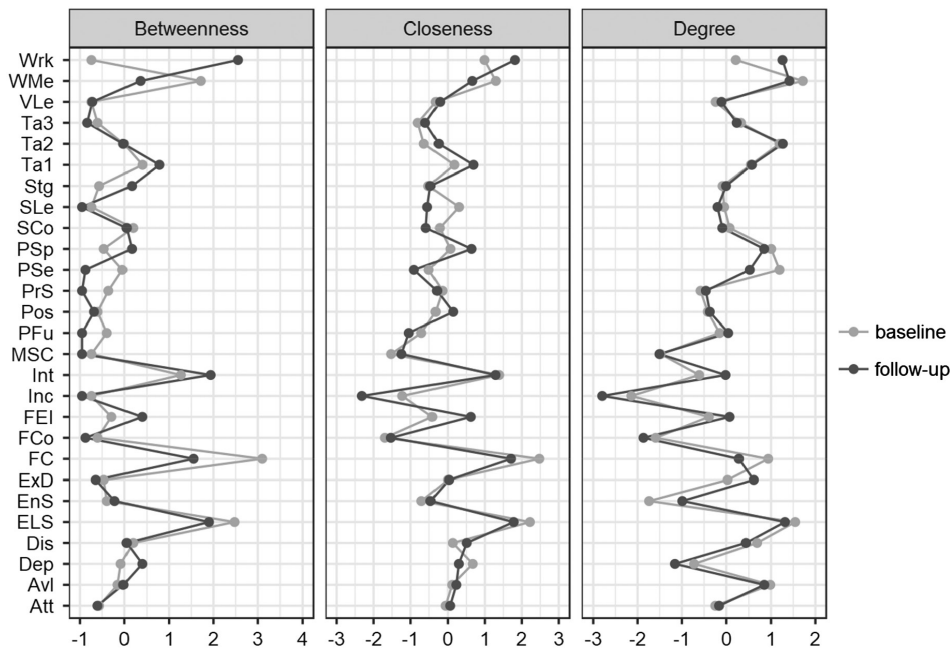 Betweenness Closeness Degree
Wrk
WMe
VLe
Ta3
Ta2
Ta1
Stg
SLe
SCo
PSp
PSe
PrS
Pos
PFu
MSC
Int
Inc
FEI
FCo
FC
ExD
EnS
ELS
Dis
Dep
Avl
Att
baseline
follow-up
-1 0 1 2 3 4 -3 -2 -1 0 1 2 3 -3 -2 -1 0 1 2